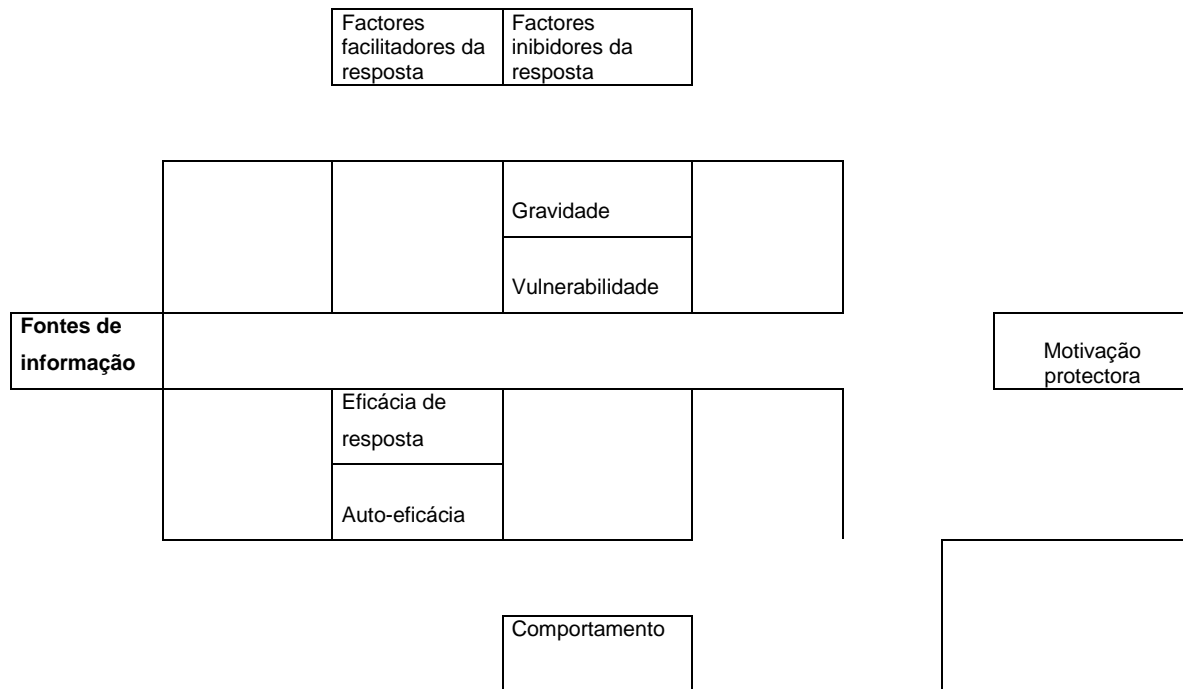 Factores
facilitadores da
resposta
Factores
inibidores da
resposta
Gravidade
Vulnerabilidade
Fontes de
informação
Motivação
protectora
Eficácia de
resposta
Auto-eficácia
Comportamento